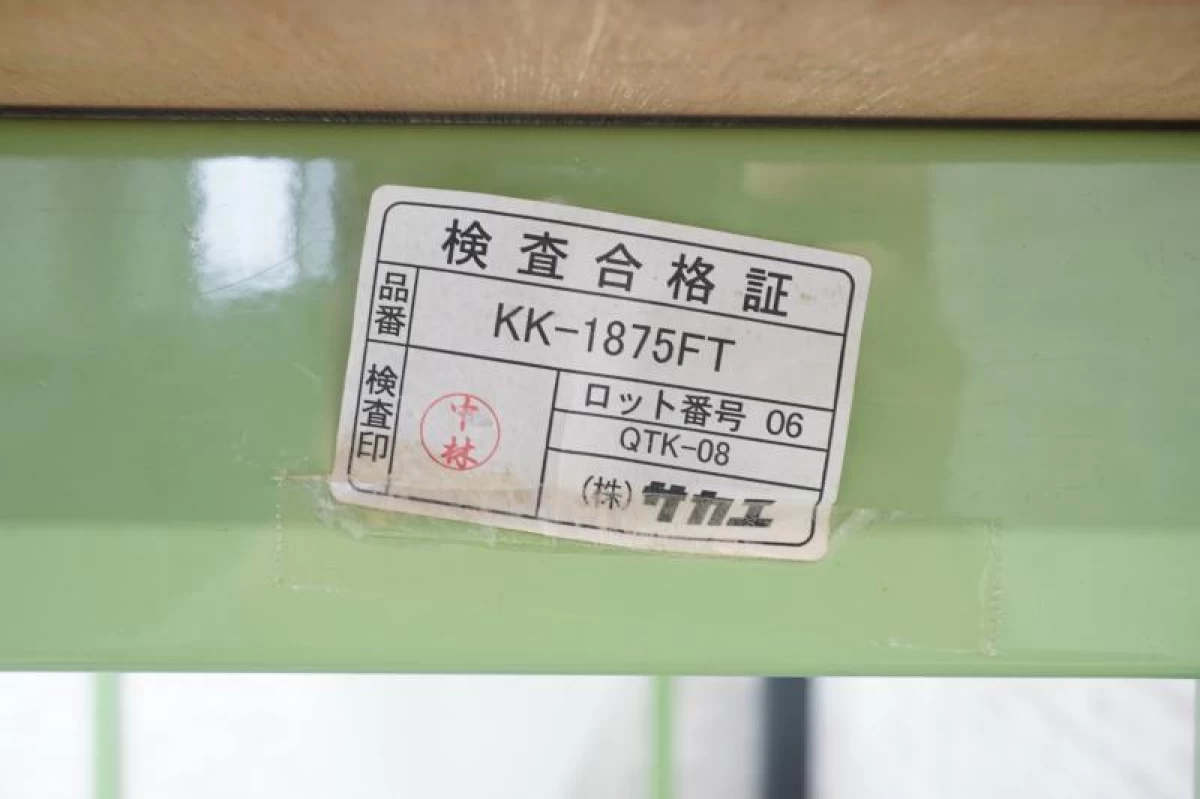 検査合格証
品番 KK-1875FT
検査印 中林
ロット番号 06
QTK-08
(株)サカエ